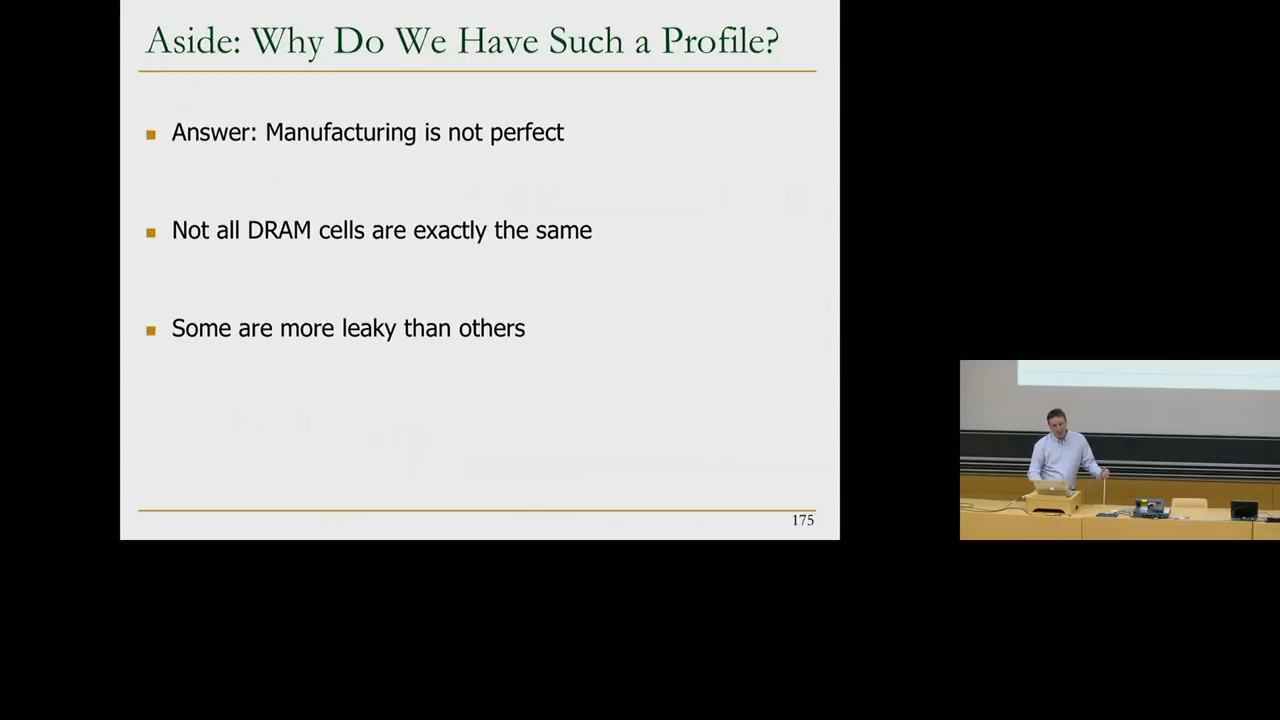 Aside: Why Do We Have Such a Profile?
Answer: Manufacturing is not perfect
Not all DRAM cells are exactly the same
Some are more leaky than others
175